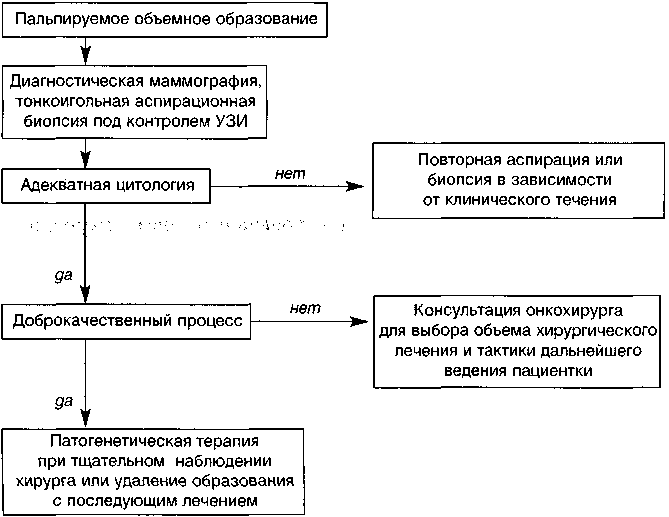 Пальпируемое объемное образование
Диагностическая маммография,
тонкоигольная аспирационная
биопсия под контролем УЗИ
Адекватная цитология
нет
Повторная аспирация или
биопсия в зависимости
от клинического течения
да
Доброкачественный процесс
нет
Консультация онкохирурга
для выбора объема хирургического
лечения и тактики дальнейшего
ведения пациентки
да
Патогенетическая терапия
при тщательном наблюдении
хирурга или удаление образования
с последующим лечением